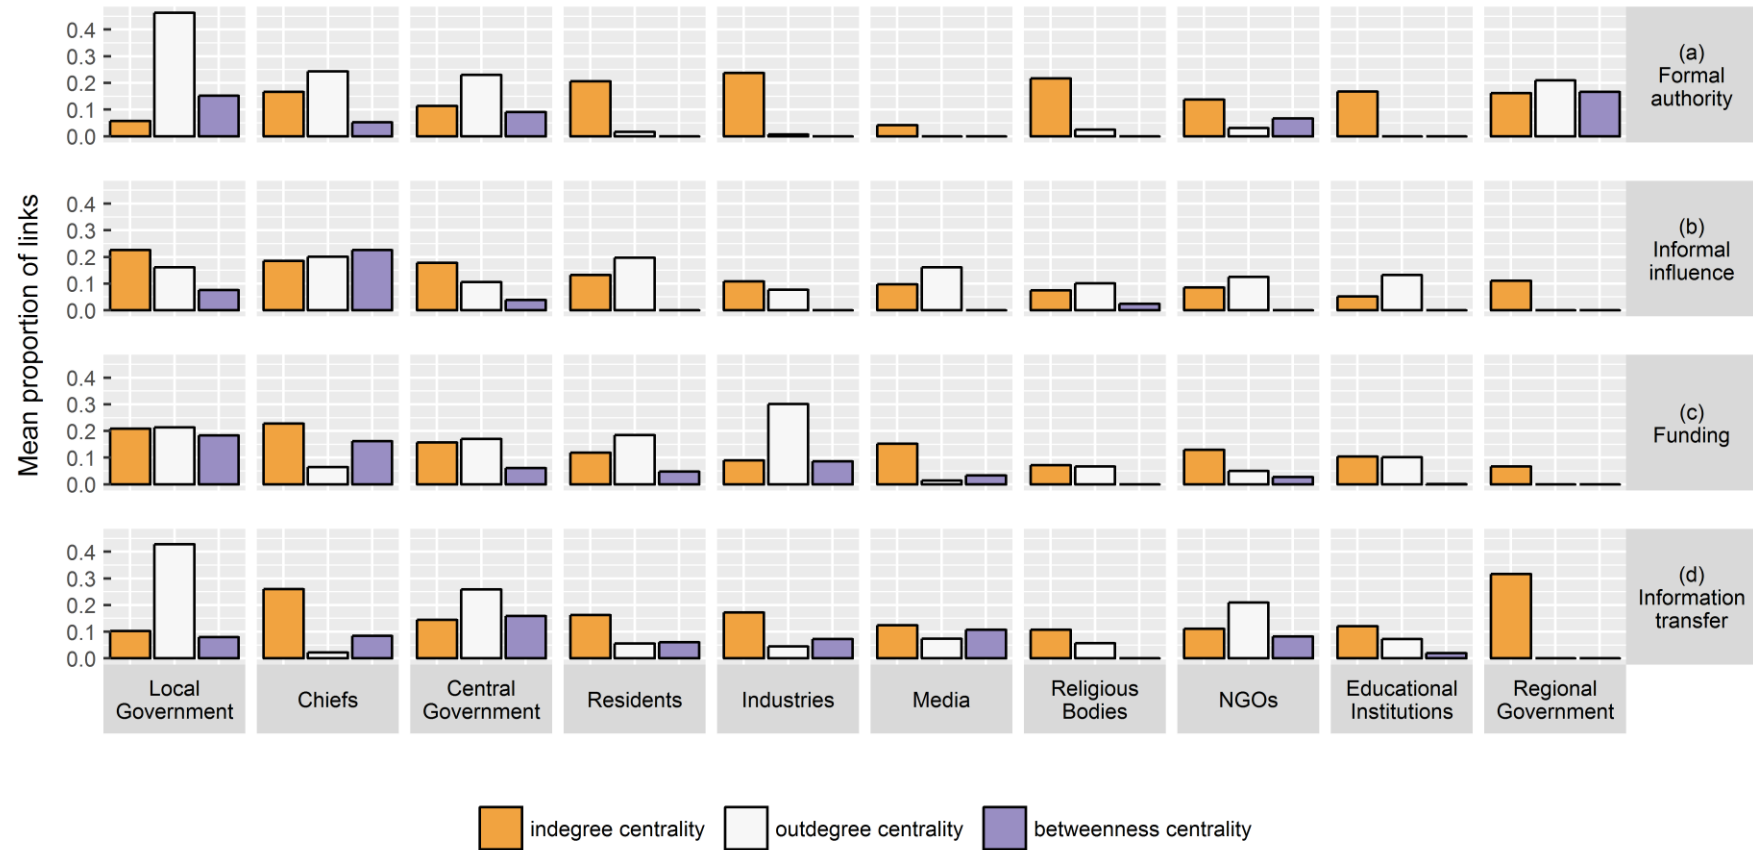 Mean proportion of links
0.4
0.3
0.2
0.1
0.0
(a)
Formal
authority
0.4
0.3
0.2
0.1
0.0
(b)
Informal
influence
0.4
0.3
0.2
0.1
0.0
(c)
Funding
0.4
0.3
0.2
0.1
0.0
(d)
Information
transfer
Local
Government
Chiefs
Central
Government
Residents
Industries
Media
Religious
Bodies
NGOs
Educational
Institutions
Regional
Government
indegree centrality
outdegree centrality
betweenness centrality